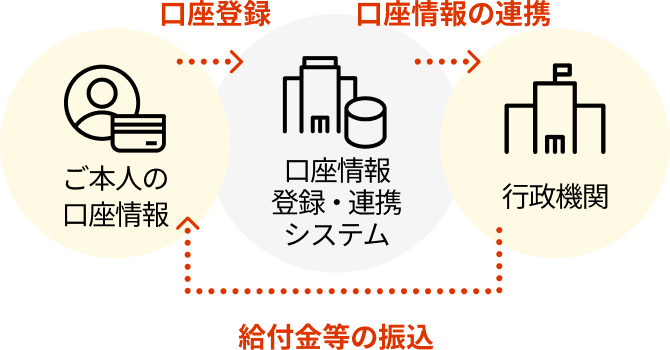 口座登録
口座情報の連携
ご本人の
口座情報
口座情報
登録・連携
システム
行政機関
給付金等の振込